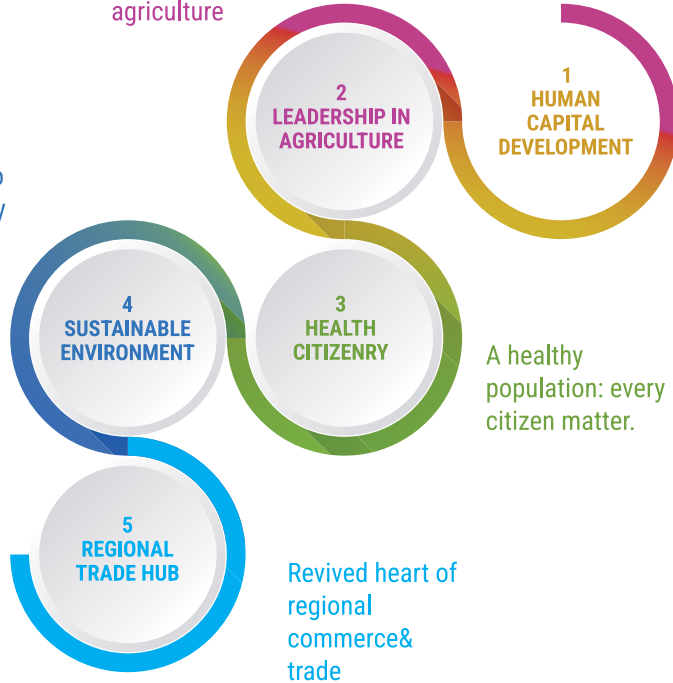 agriculture
1
HUMAN
CAPITAL
DEVELOPMENT
2
LEADERSHIP IN
AGRICULTURE
3
HEALTH
CITIZENRY
A healthy
population: every
citizen matter.
4
SUSTAINABLE
ENVIRONMENT
5
REGIONAL
TRADE HUB
Revived heart of
regional
commerce&
trade